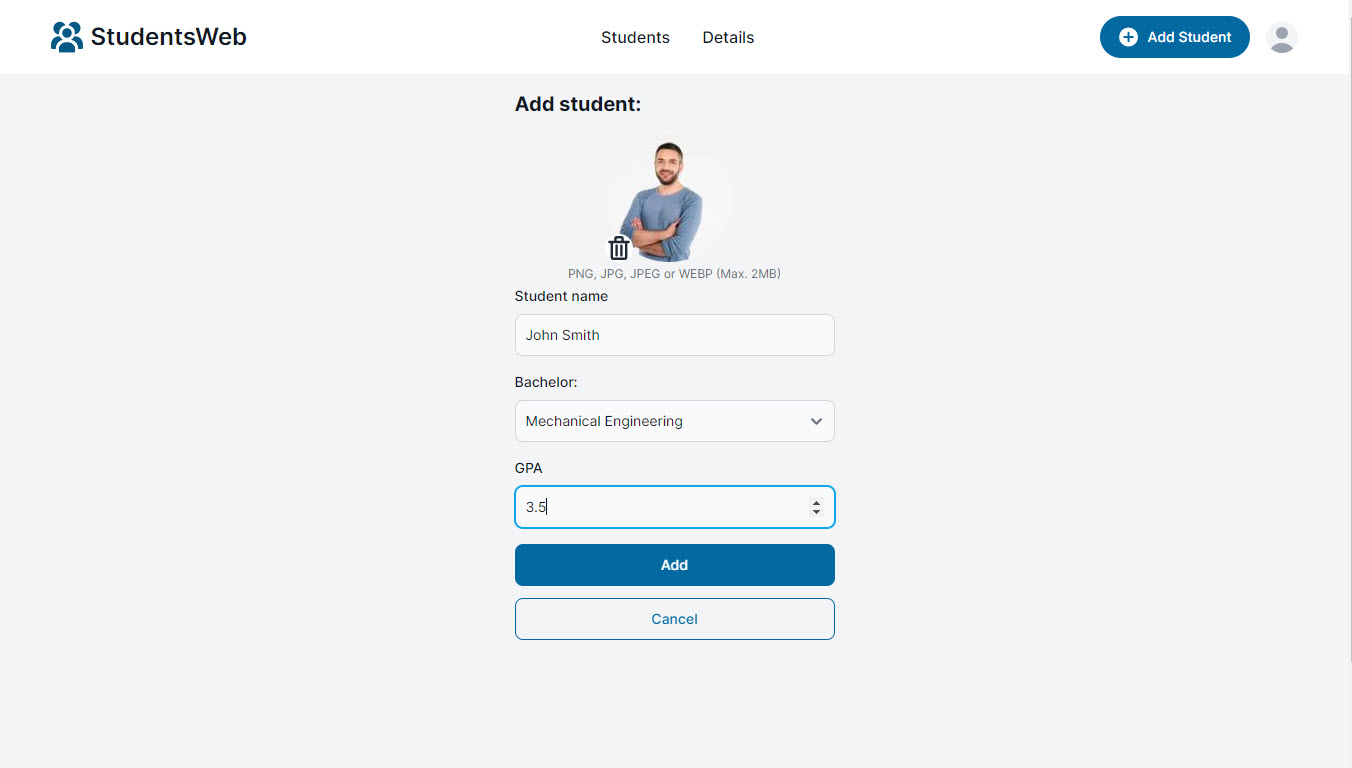 StudentsWeb
Students
Details
Add Student
Add student:
PNG, JPG, JPEG or WEBP (Max. 2MB)
Student name
John Smith
Bachelor:
Mechanical Engineering
GPA
3.5
Add
Cancel